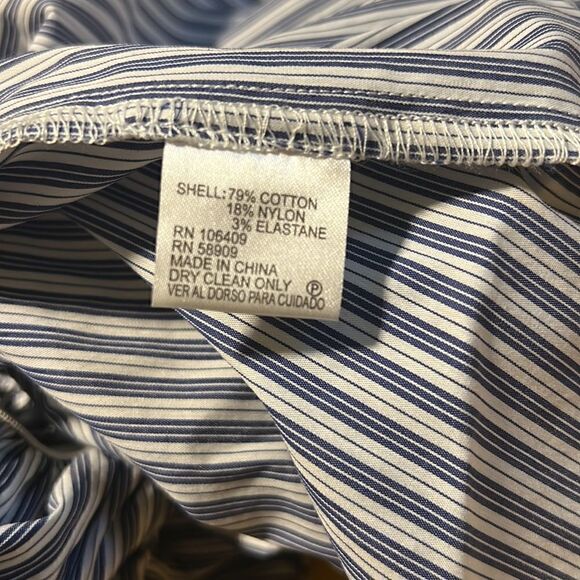 SHELL:79% COTTON
18% NYLON
3% ELASTANE
RN 106409
RN 58909
MADE IN CHINA
DRY CLEAN ONLY Ⓟ
VER AL DORSO PARA CUIDADO